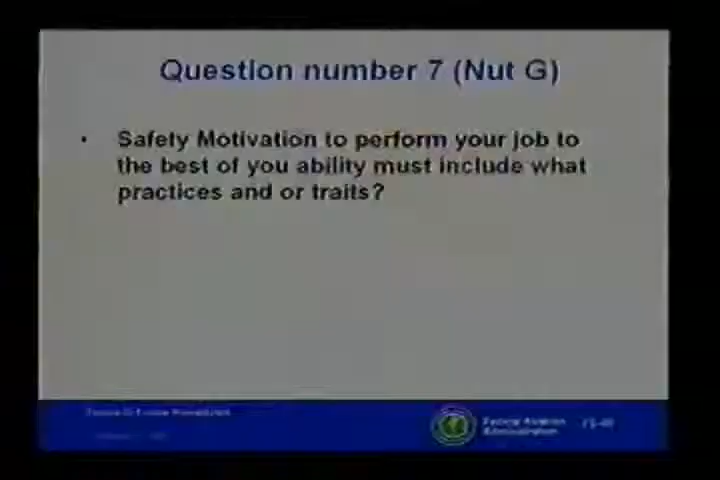 Question number 7 (Nut G)
• Safety Motivation to perform your job to
the best of you ability must include what
practices and or traits?
Federal Aviation
Administration